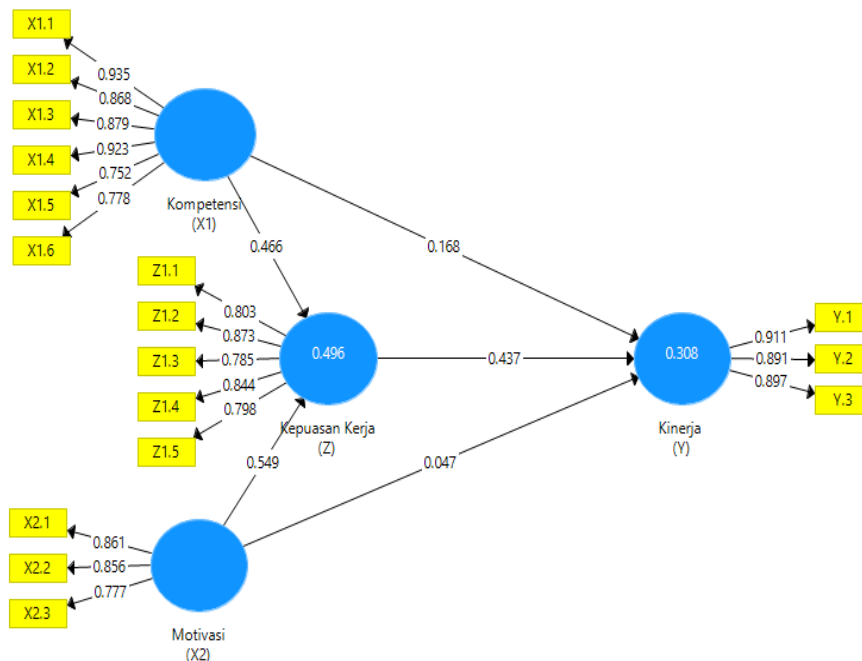 X1.1
X1.2
X1.3
X1.4
X1.5
X1.6
0.935
0.868
0.879
0.923
0.752
0.778
Kompetensi
(X1)
0.466
0.168
Z1.1
Z1.2
Z1.3
Z1.4
Z1.5
0.803
0.873
0.785
0.844
0.798
0.496
Kepuasan Kerja
(Z)
0.437
0.308
Kinerja
(Y)
0.911
0.891
0.897
Y.1
Y.2
Y.3
0.549
0.047
X2.1
X2.2
X2.3
0.861
0.856
0.777
Motivasi
(X2)